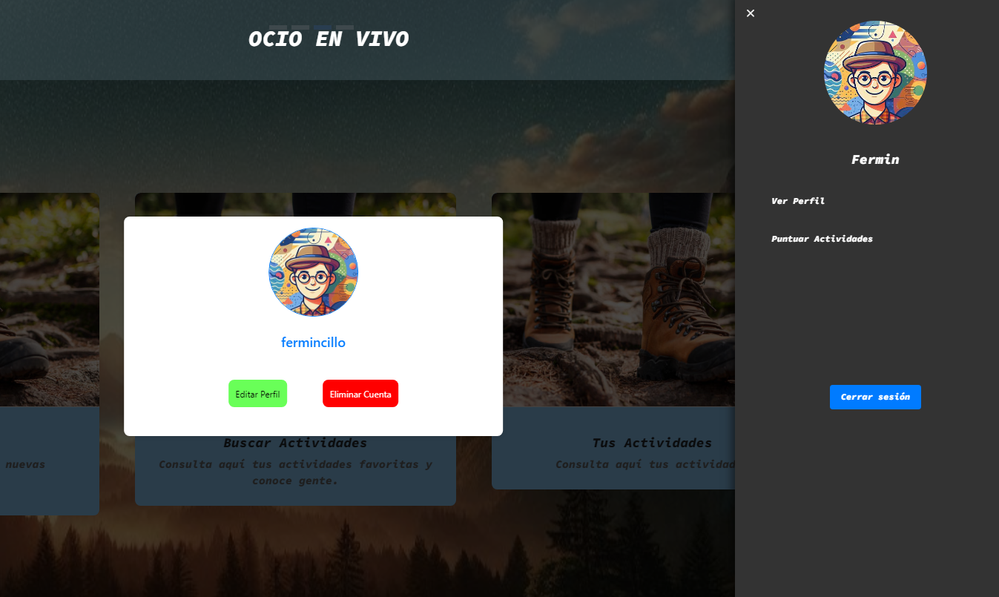 OCIO EN VIVO
fermincillo
Editar Perfil
Eliminar Cuenta
nuevas
Buscar Actividades
Consulta aquí tus actividades favoritas y
conoce gente.
Tus Actividades
Consulta aquí tus actividad
Fermin
Ver Perfil
Puntuar Actividades
Cerrar sesión